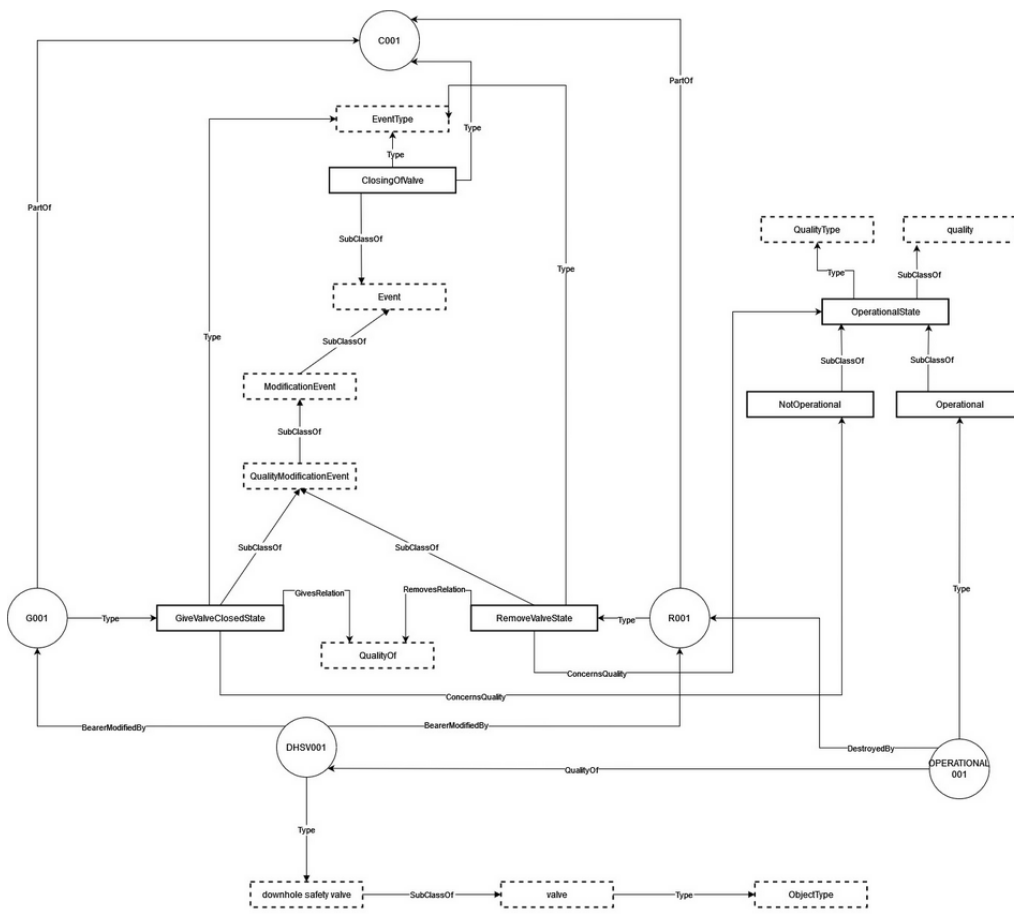 C001
PartOf
EventType
Type
Type
ClosingOfValve
PartOf
SubClassOf
QualityType
quality
Type
SubClassOf
Event
Type
OperationalState
Type
SubClassOf
SubClassOf
SubClassOf
ModificationEvent
NotOperational
Operational
SubClassOf
QualityModificationEvent
SubClassOf
SubClassOf
GivesRelation
RemovesRelation
Type
G001
Type
GiveValveClosedState
RemoveValveState
Type
R001
QualityOf
ConcernsQuality
ConcernsQuality
BearerModifiedBy
BearerModifiedBy
DHSV001
DestroyedBy
OPERATIONAL
001
QualityOf
Type
downhole safety valve
SubClassOf
valve
Type
ObjectType